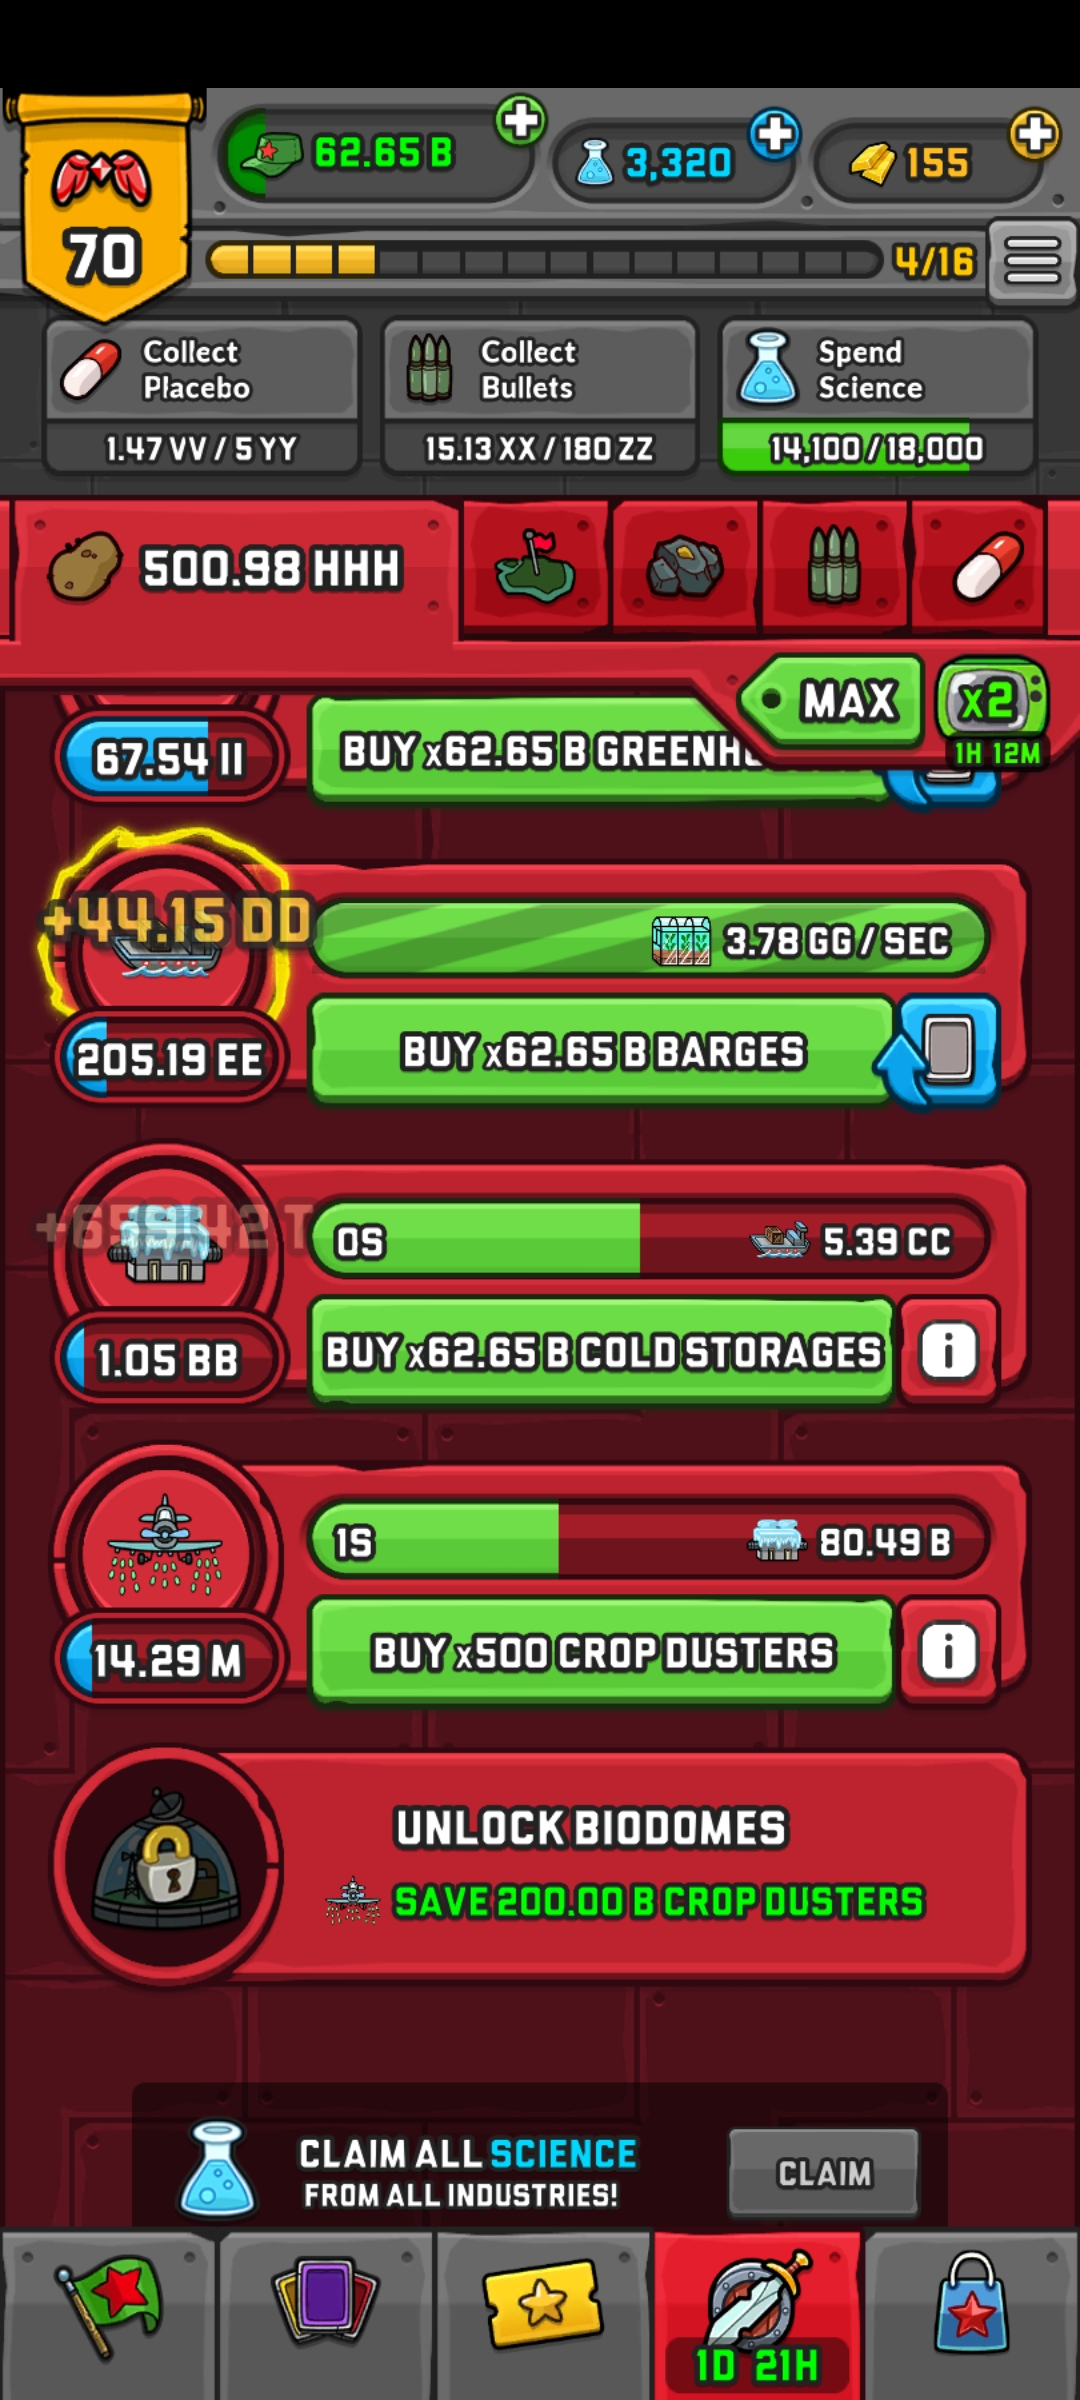 62.65 B
3,320
155
70
4/16
Collect
Placebo
1.47 VV / 5 YY
Collect
Bullets
15.13 XX / 180 ZZ
Spend
Science
14,100 / 18,000
500.98 HHH
MAX
x2
1H 12M
67.54 II
BUY x62.65 B
+44.15 DD
3.78 GG / SEC
205.19 EE
BUY x62.65 B BARGES
0S
5.39 CC
1.05 BB
BUY x62.65 B COLD STORAGES
i
1S
80.49 B
14.29 M
BUY x500 CROP DUSTERS
i
UNLOCK BIODOMES
SAVE 200.00 B CROP DUSTERS
CLAIM ALL SCIENCE
FROM ALL INDUSTRIES!
CLAIM
1D 21H